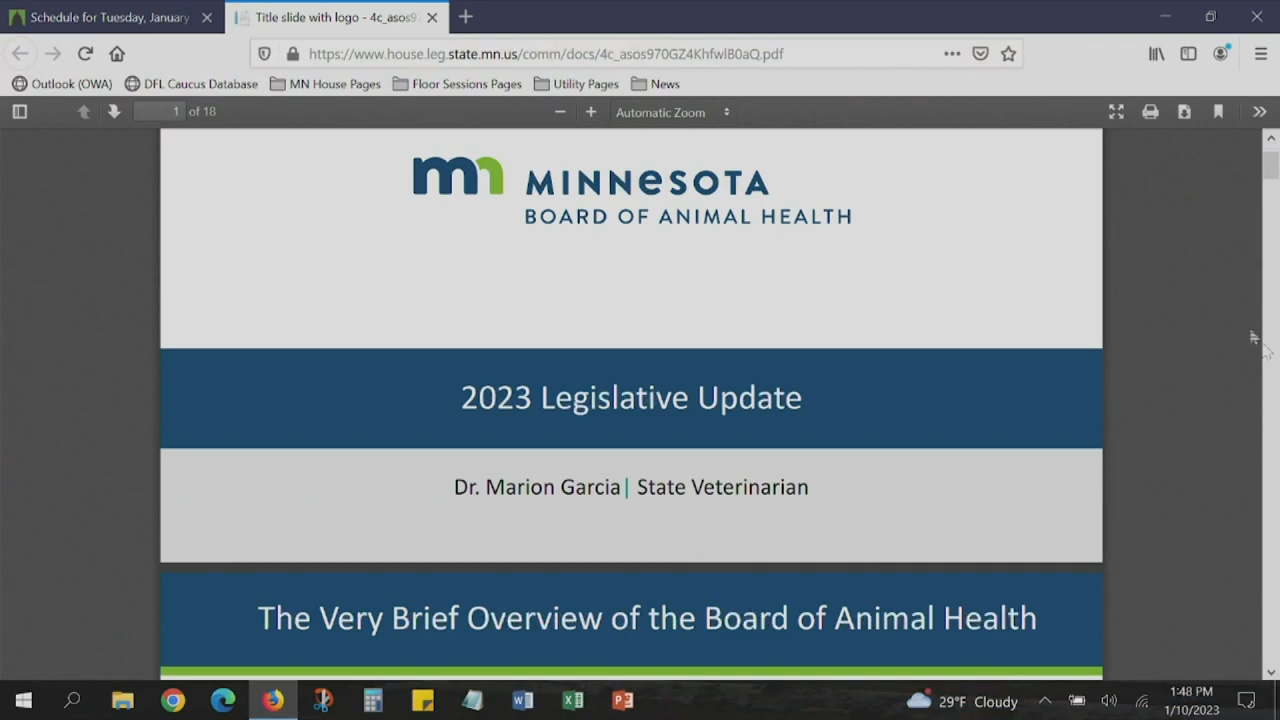 Schedule for Tuesday, January
Title slide with logo - 4c_asos97
https://www.house.leg.state.mn.us/comm/docs/4c_asos970GZ4KhfwlB0aQ.pdf
Outlook (OWA) DFL Caucus Database MN House Pages Floor Sessions Pages Utility Pages News
1 of 18 Automatic Zoom
mn MINNESOTA
BOARD OF ANIMAL HEALTH
2023 Legislative Update
Dr. Marion Garcia| State Veterinarian
The Very Brief Overview of the Board of Animal Health
29°F Cloudy
1:48 PM
1/10/2023